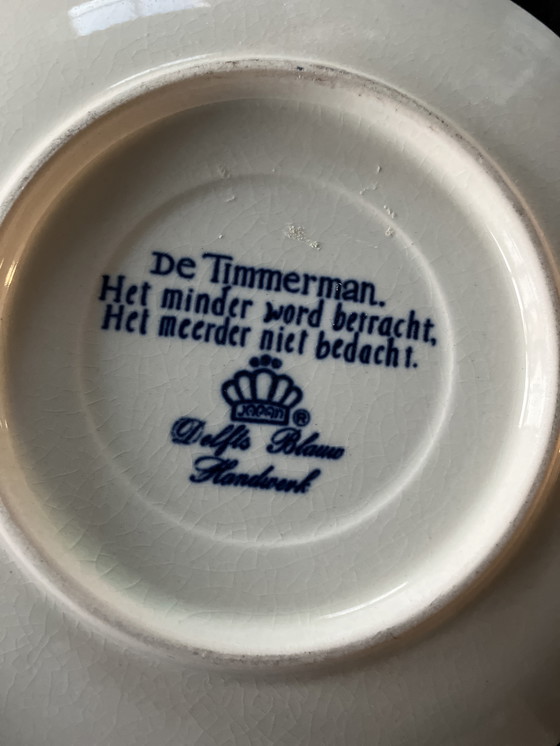 De Timmerman.
Het minder word betracht,
Het meerder niet bedacht.
JAPAN ®
Delfts Blauw
Handwerk